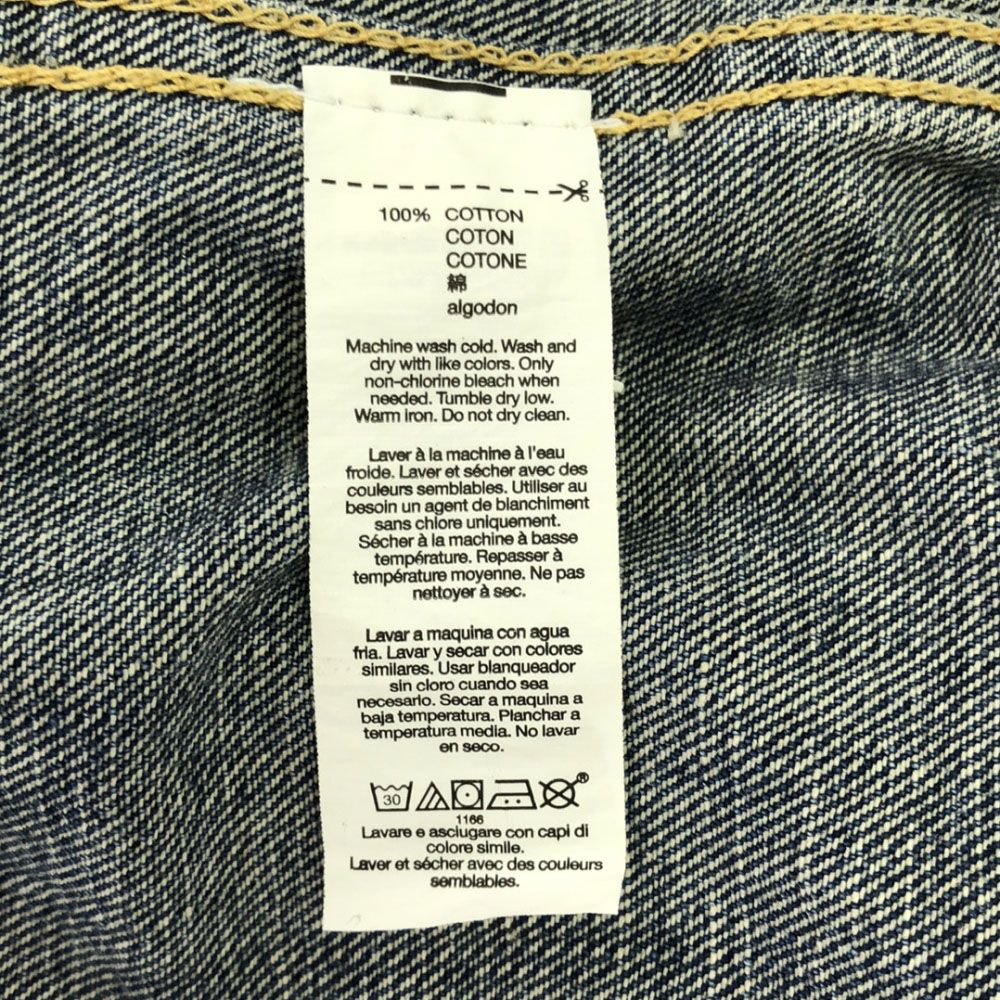 100% COTTON
COTON
COTONE
綿
algodon
Machine wash cold. Wash and
dry with like colors. Only
non-chlorine bleach when
needed. Tumble dry low.
Warm iron. Do not dry clean.
Laver à la machine à l'eau
froide. Laver et sécher avec des
couleurs semblables. Utiliser au
besoin un agent de blanchiment
sans chlore uniquement.
Sécher à la machine à basse
température. Repasser à
température moyenne. Ne pas
nettoyer à sec.
Lavar a maquina con agua
fria. Lavar y secar con colores
similares. Usar blanqueador
sin cloro cuando sea
necesario. Secar a maquina a
baja temperatura. Planchar a
temperatura media. No lavar
en seco.
30 ®
1166
Lavare e asciugare con capi di
colore simile.
Laver et sécher avec des couleurs
semblables.